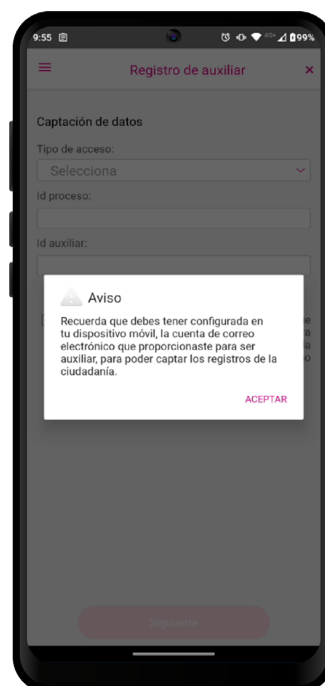 9:55
99%
Registro de auxiliar ×
Captación de datos
Tipo de acceso:
Selecciona
Id proceso:
Id auxiliar:
Aviso
Recuerda que debes tener configurada en
tu dispositivo móvil, la cuenta de correo
electrónico que proporcionaste para ser
auxiliar, para poder captar los registros de la
ciudadanía.
ACEPTAR
Siguiente